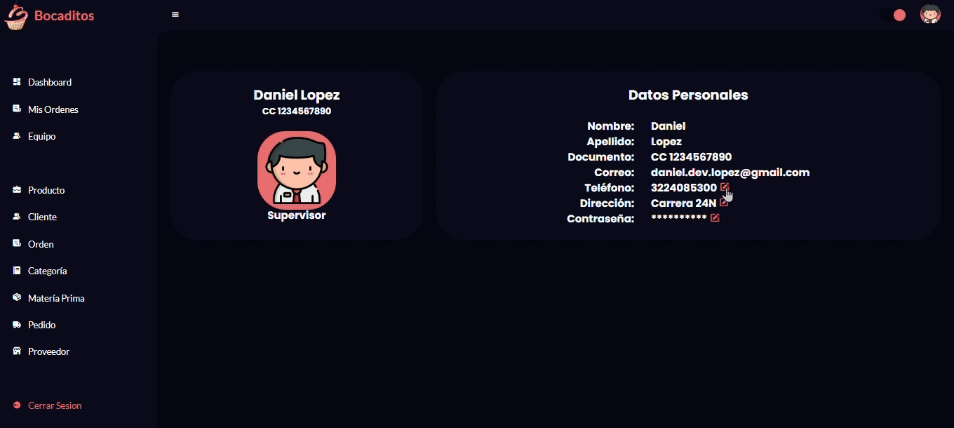 Bocaditos
Dashboard
Mis Ordenes
Equipo
Producto
Cliente
Orden
Categoría
Matería Prima
Pedido
Proveedor
Cerrar Sesion
Daniel Lopez
CC 1234567890
Supervisor
Datos Personales
Nombre: Daniel
Apellido: Lopez
Documento: CC 1234567890
Correo: daniel.dev.lopez@gmail.com
Teléfono: 3224085300
Dirección: Carrera 24N
Contraseña: **********